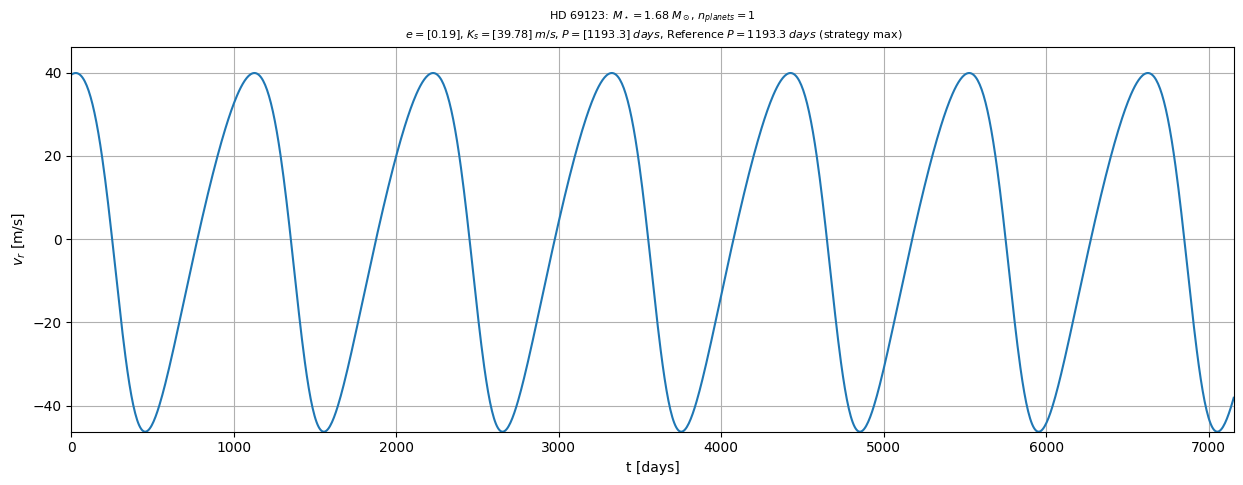 HD 69123: M⋆ = 1.68 M⊙, nplanets = 1
e = [0.19], Ks = [39.78] m/s, P = [1193.3] days, Reference P = 1193.3 days (strategy max)
40
20
0
−20
−40
vr [m/s]
0 1000 2000 3000 4000 5000 6000 7000
t [days]